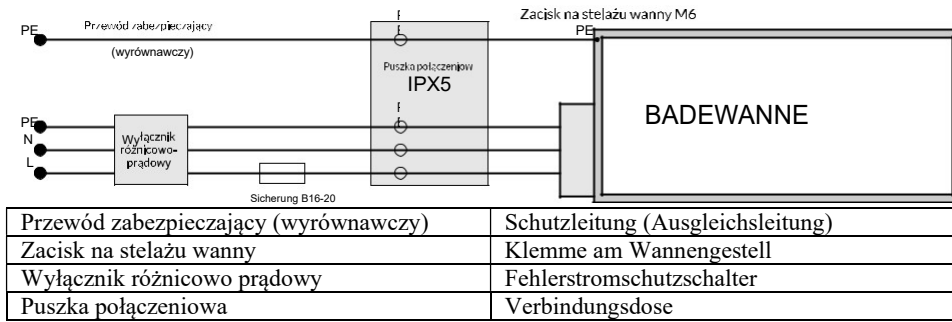 Zacisk na stelażu wanny M6
PE
Przewód zabezpieczający
PE
(wyrównawczy)
Puszka połączeniow
IPX5
BADEWANNE
PE
N
L
Wyłącznik
różnicowo-
prądowy
Sicherung B16-20
Przewód zabezpieczający (wyrównawczy) Schutzleitung (Ausgleichsleitung)
Zacisk na stelażu wanny Klemme am Wannengestell
Wyłącznik różnicowo prądowy Fehlerstromschutzschalter
Puszka połączeniowa Verbindungsdose